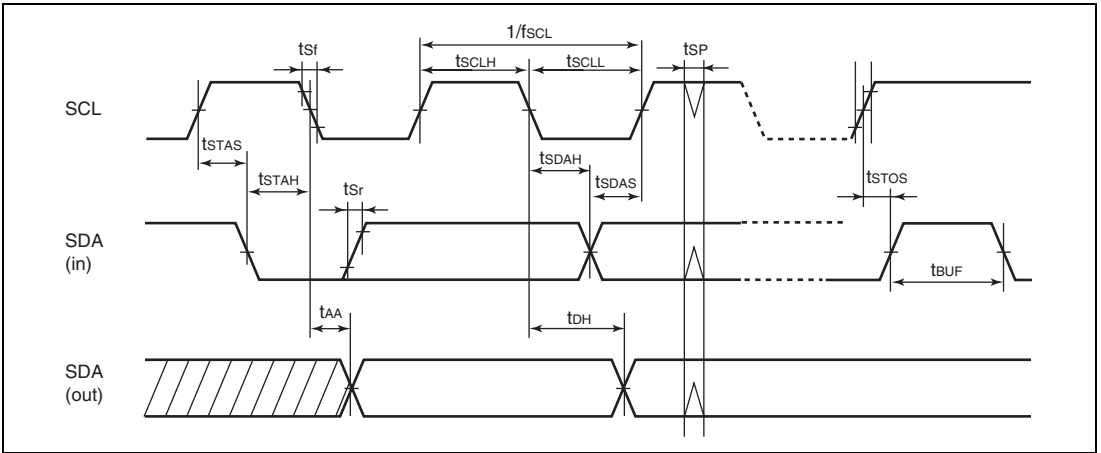 1/fSCL
tSf
tSCLH
tSCLL
tSP
SCL
tSTAS
tSTAH
tSr
tSDAH
tSDAS
tSTOS
SDA
(in)
tBUF
tAA
tDH
SDA
(out)